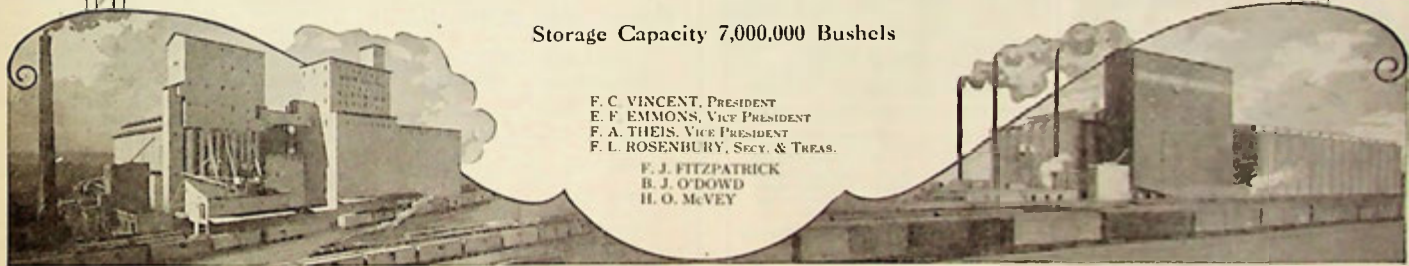 Storage Capacity 7,000,000 Bushels
F. C. VINCENT, PRESIDENT
E. F. EMMONS, VICE PRESIDENT
F. A. THEIS, VICE PRESIDENT
F. L. ROSENBURY, SECY. & TREAS.
F. J. FITZPATRICK
B. J. O'DOWD
H. O. McVEY